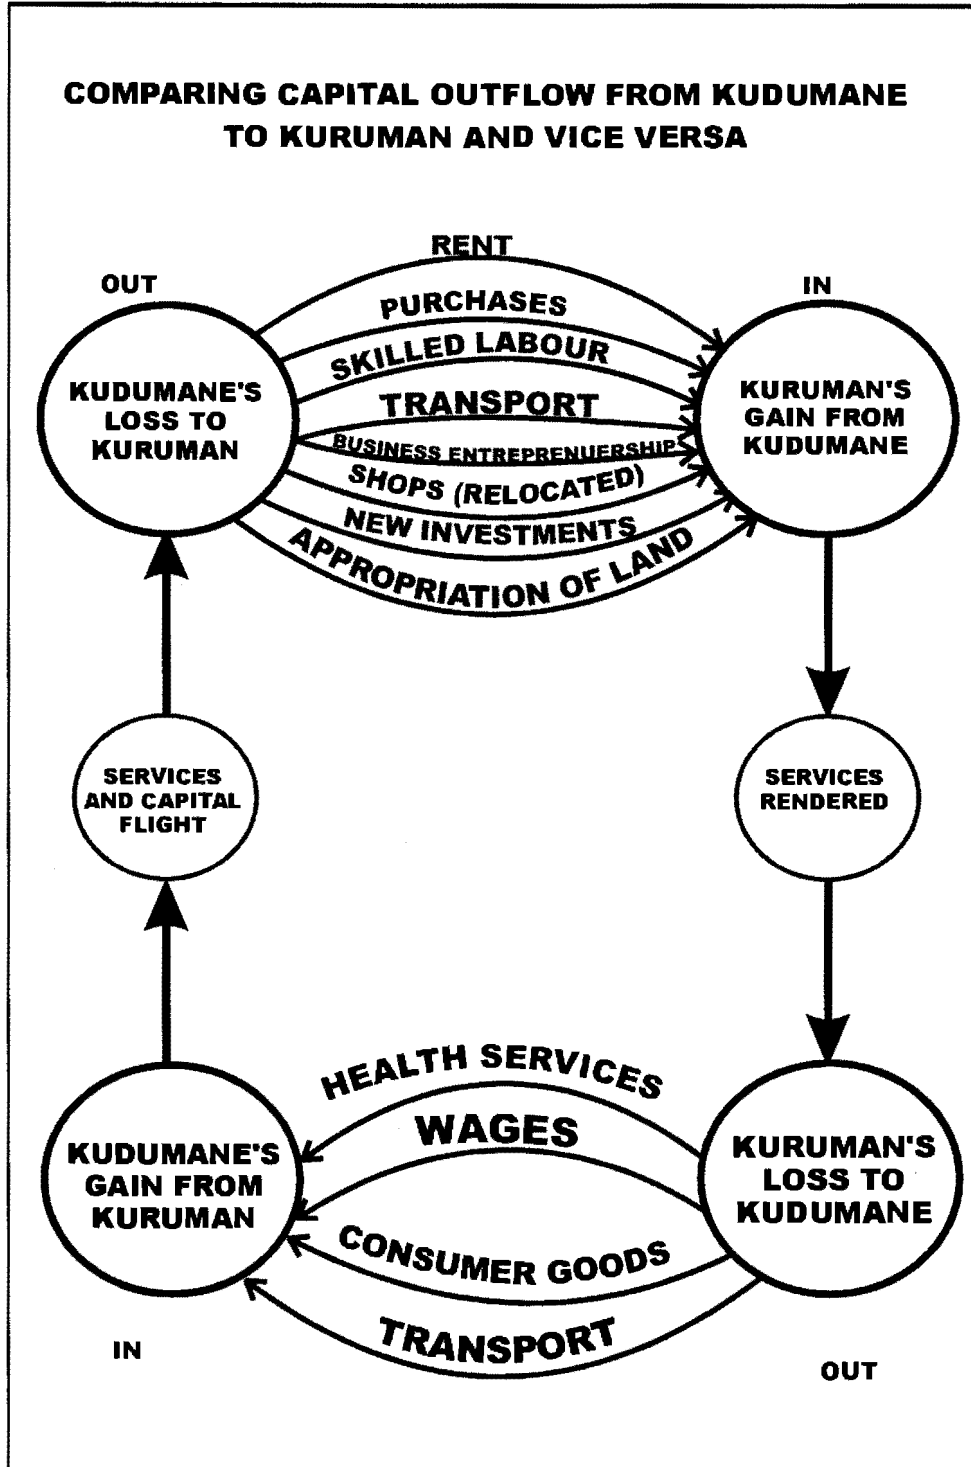 COMPARING CAPITAL OUTFLOW FROM KUDUMANE
TO KURUMAN AND VICE VERSA
OUT
IN
RENT
PURCHASES
SKILLED LABOUR
TRANSPORT
BUSINESS ENTREPRENUERSHIP
SHOPS (RELOCATED)
NEW INVESTMENTS
APPROPRIATION OF LAND
KUDUMANE'S
LOSS TO
KURUMAN
KURUMAN'S
GAIN FROM
KUDUMANE
SERVICES
AND CAPITAL
FLIGHT
SERVICES
RENDERED
HEALTH SERVICES
WAGES
CONSUMER GOODS
TRANSPORT
KUDUMANE'S
GAIN FROM
KURUMAN
KURUMAN'S
LOSS TO
KUDUMANE
IN
OUT